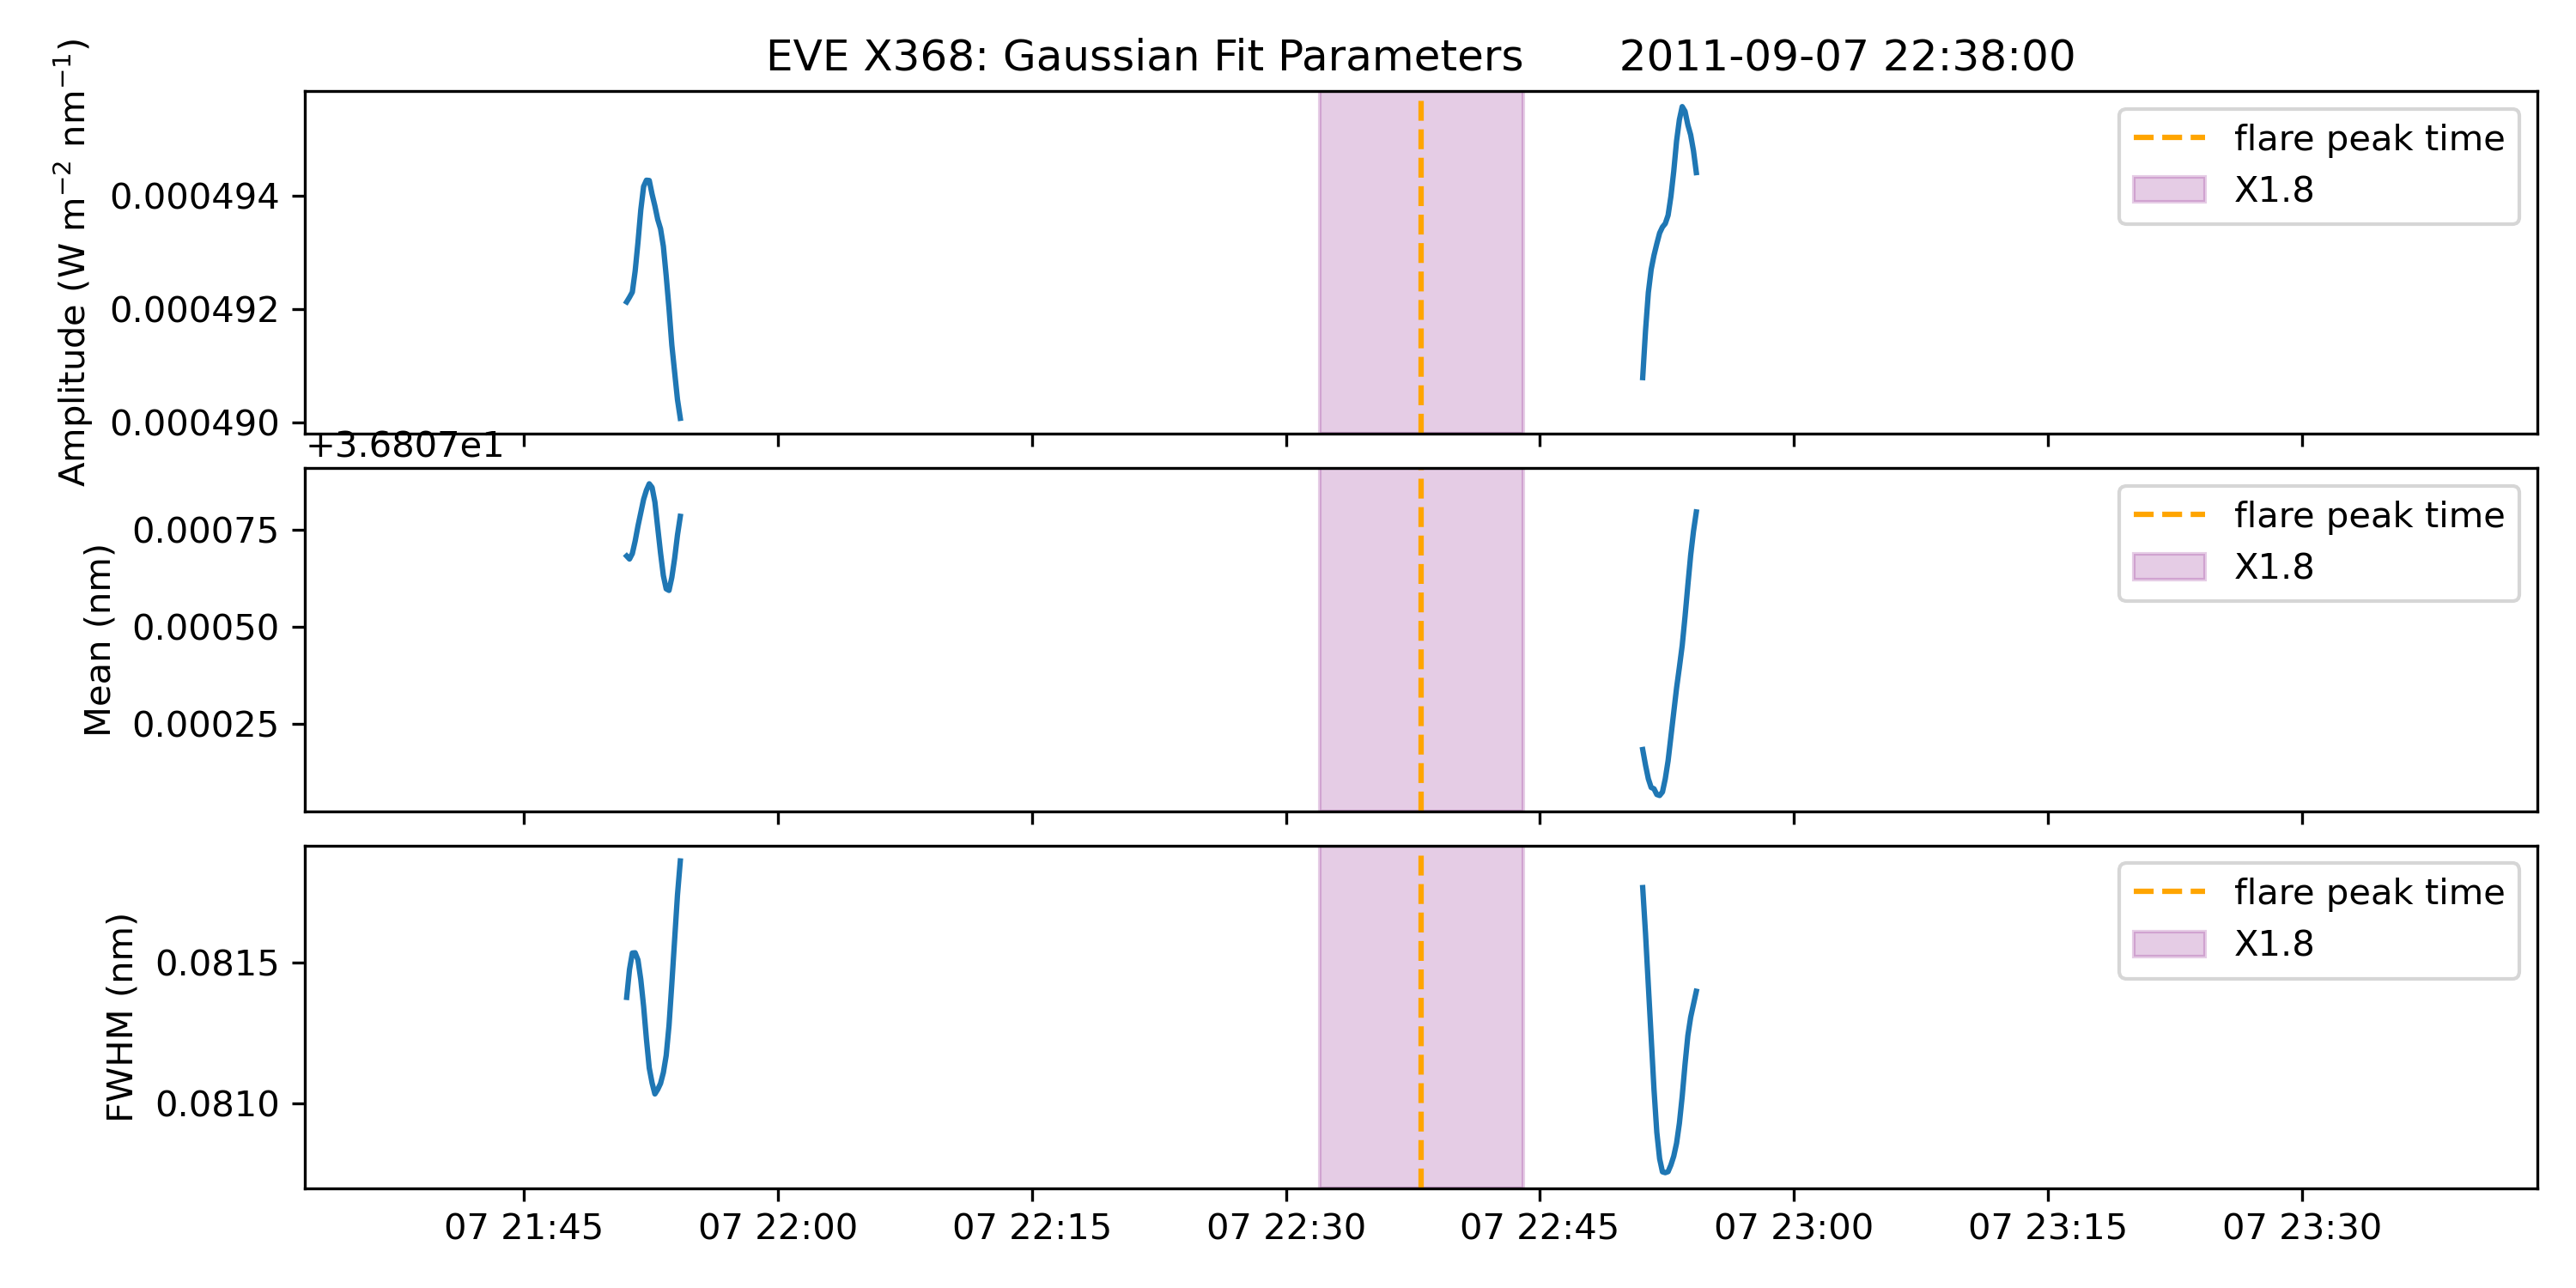 EVE X368: Gaussian Fit Parameters 2011-09-07 22:38:00
Amplitude (W m⁻² nm⁻¹)
0.000494
0.000492
0.000490
flare peak time
X1.8
+3.6807e1
Mean (nm)
0.00075
0.00050
0.00025
flare peak time
X1.8
FWHM (nm)
0.0815
0.0810
flare peak time
X1.8
07 21:45 07 22:00 07 22:15 07 22:30 07 22:45 07 23:00 07 23:15 07 23:30